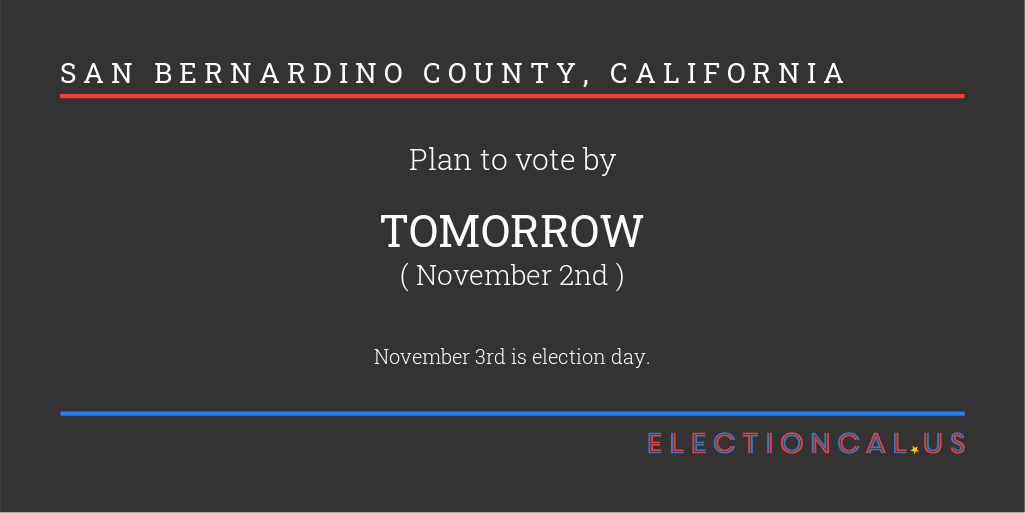 SAN BERNARDINO COUNTY, CALIFORNIA
Plan to vote by
TOMORROW
( November 2nd )
November 3rd is election day.
ELECTIONCAL.US